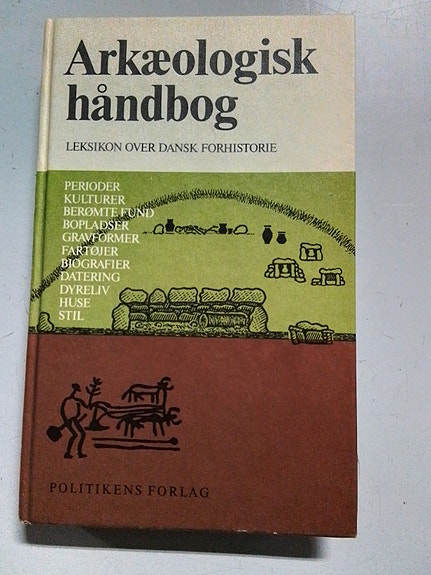 Arkæologisk
håndbog
LEKSIKON OVER DANSK FORHISTORIE
PERIODER
KULTURER
BERØMTE FUND
BOPLADSER
GRAVFORMER
FARTØJER
BIOGRAFIER
DATERING
DYRELIV
HUSE
STIL
POLITIKENS FORLAG